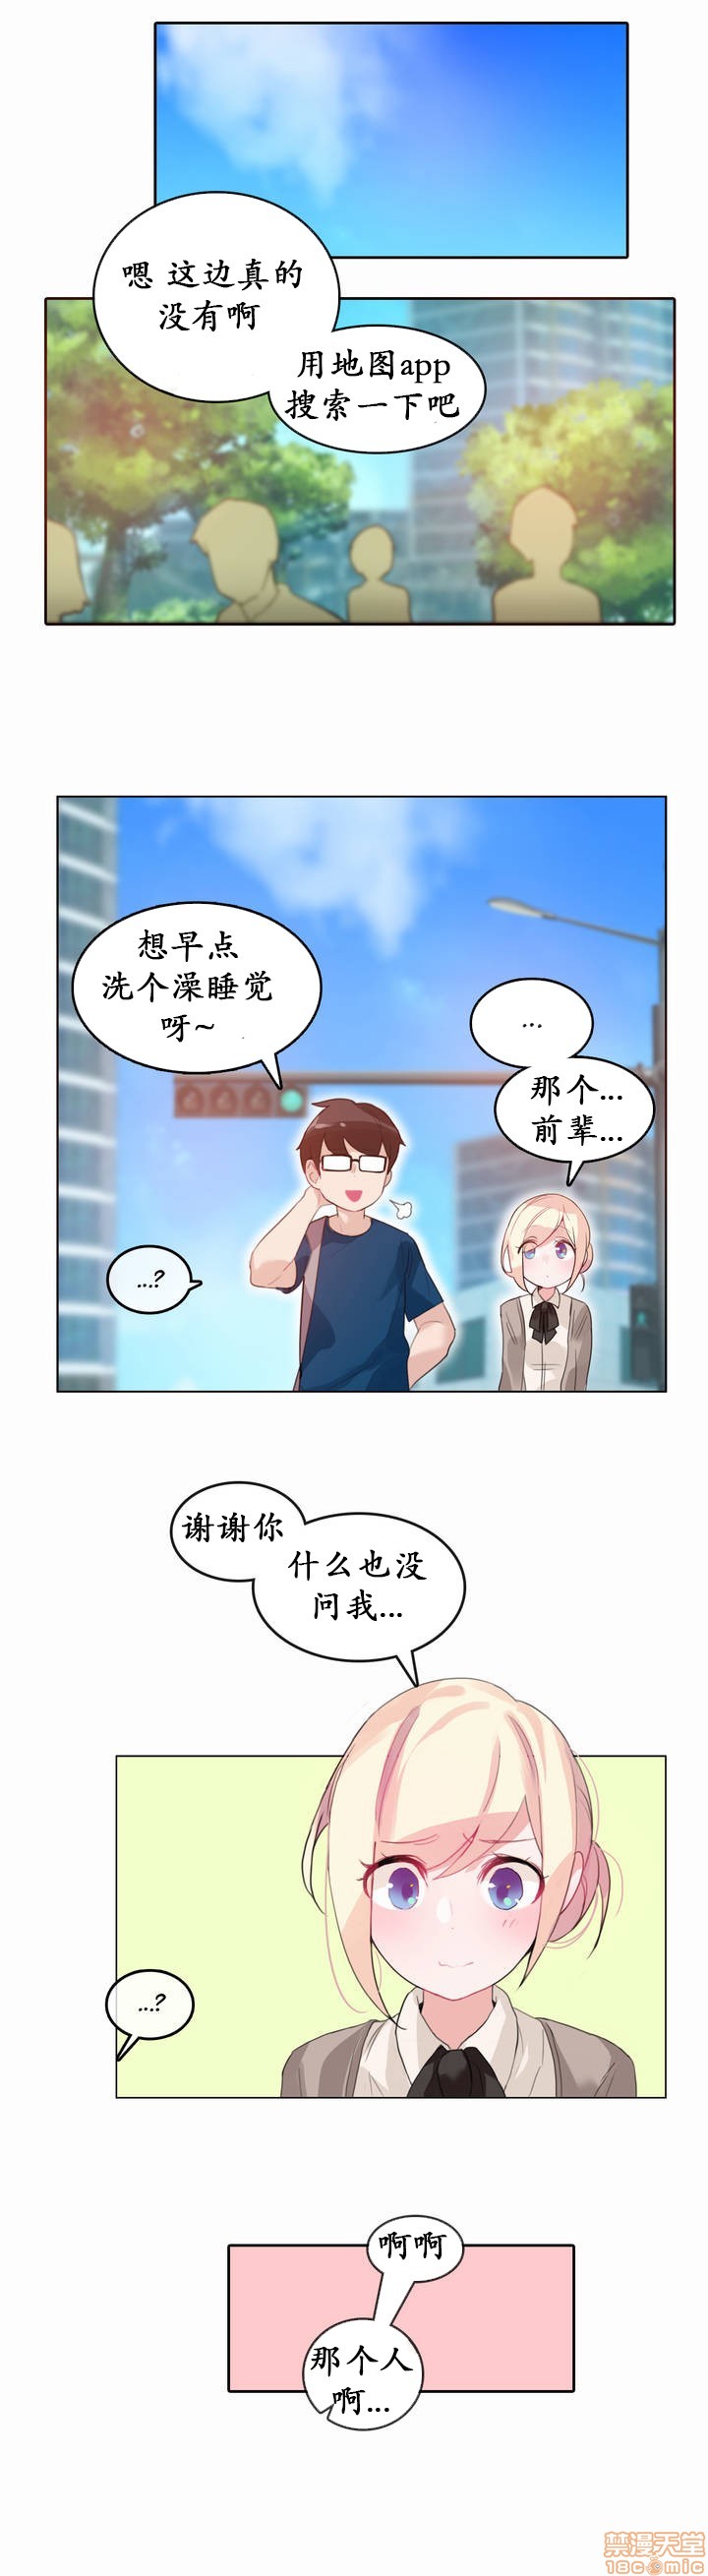 嗯 这边真的
没有啊
用地图app
搜索一下吧
想早点
洗个澡睡觉
呀~
...
那个...
前辈...
...?
谢谢你
什么也没
问我...
...?
啊啊
那个人
啊...
禁漫天堂
18comic